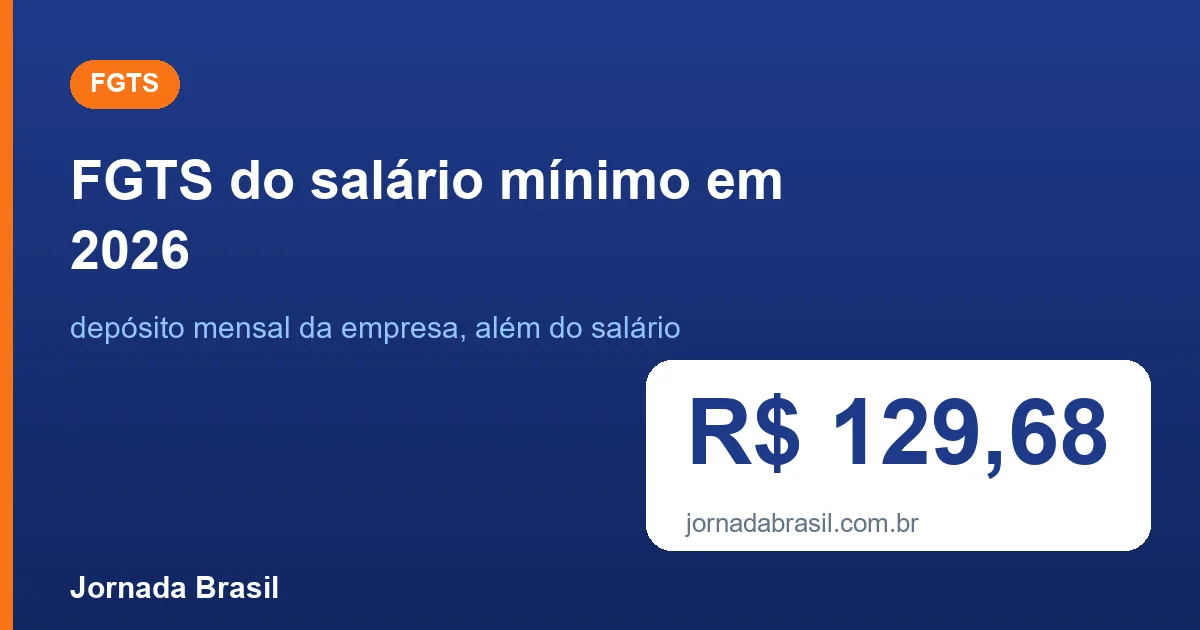 FGTS
FGTS do salário mínimo em
2026
depósito mensal da empresa, além do salário
R$ 129,68
jornadabrasil.com.br
Jornada Brasil